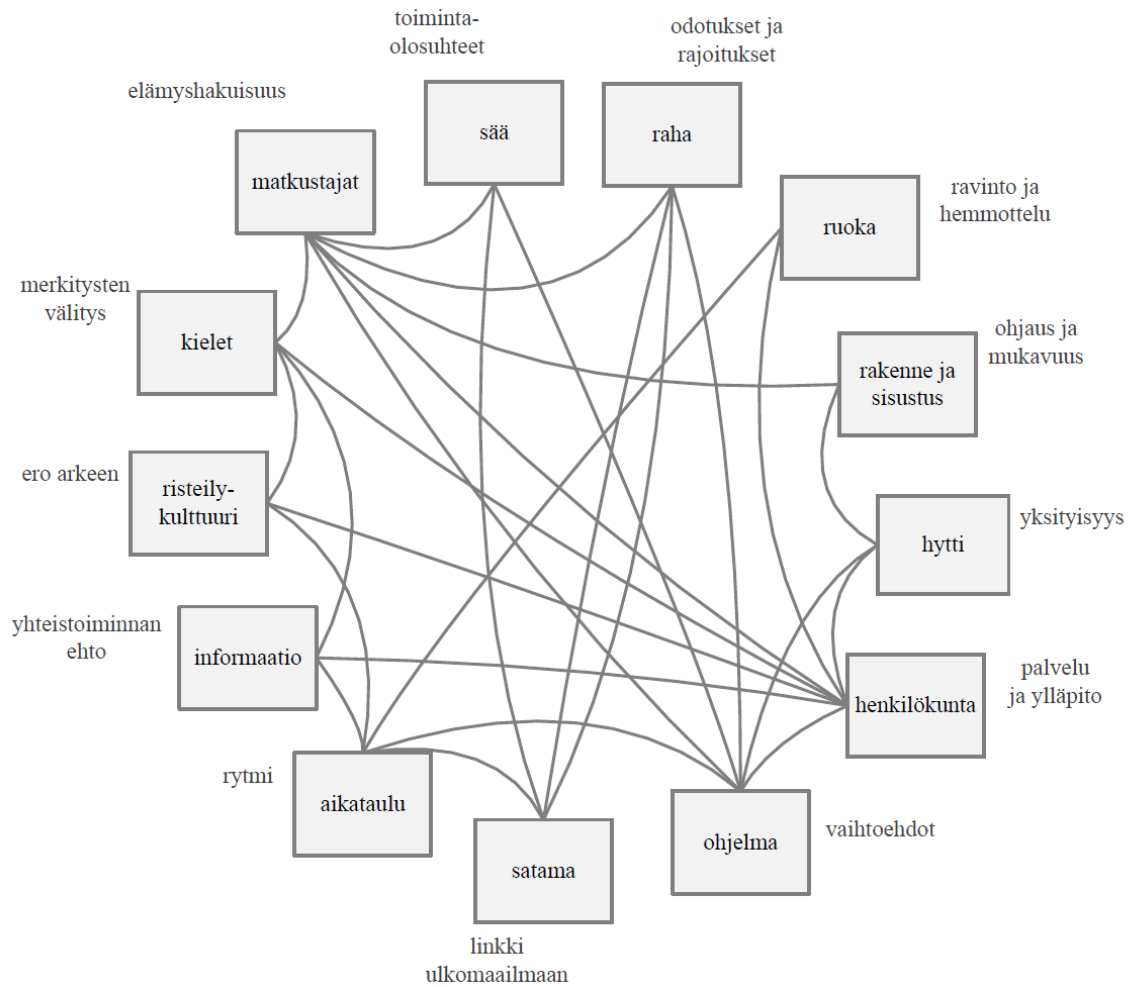 toiminta-
olosuhteet
odotukset ja
rajoitukset
elämyshakuisuus
sää
raha
matkustajat
ruoka
ravinto ja
hemmottelu
merkitysten
välitys
kielet
rakenne ja
sisustus
ohjaus ja
mukavuus
ero arkeen
risteily-
kulttuuri
hytti
yksityisyys
yhteistoiminnan
ehto
informaatio
henkilökunta
palvelu
ja ylläpito
rytmi
aikataulu
satama
ohjelma
vaihtoehdot
linkki
ulkomaailmaan